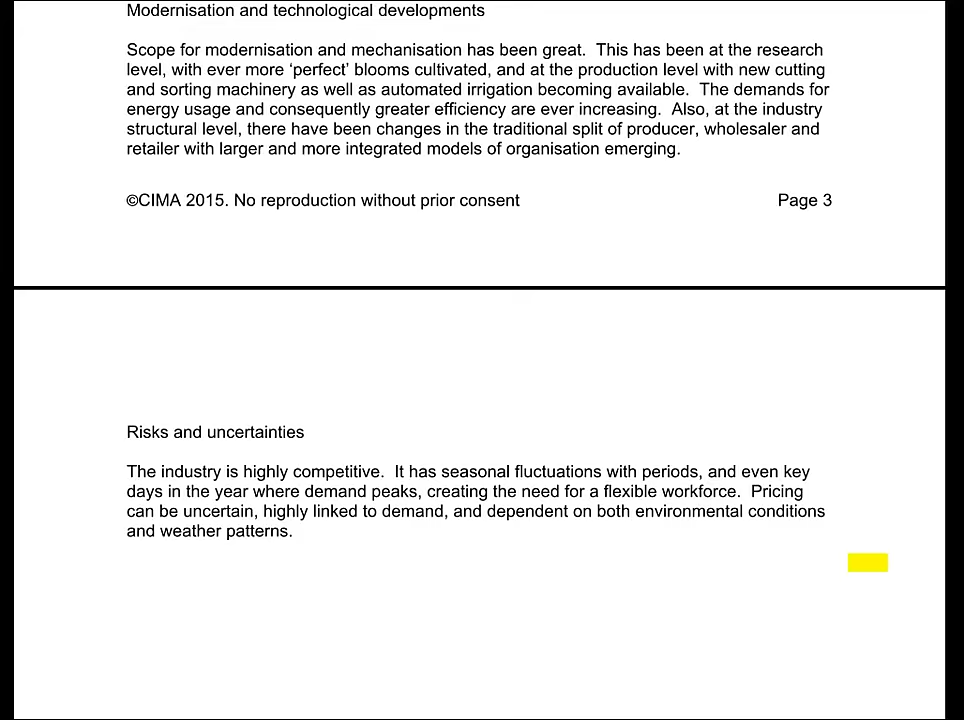 Modernisation and technological developments
Scope for modernisation and mechanisation has been great.  This has been at the research
level, with ever more ‘perfect’ blooms cultivated, and at the production level with new cutting
and sorting machinery as well as automated irrigation becoming available.  The demands for
energy usage and consequently greater efficiency are ever increasing.  Also, at the industry
structural level, there have been changes in the traditional split of producer, wholesaler and
retailer with larger and more integrated models of organisation emerging.
©CIMA 2015. No reproduction without prior consent Page 3
Risks and uncertainties
The industry is highly competitive.  It has seasonal fluctuations with periods, and even key
days in the year where demand peaks, creating the need for a flexible workforce.  Pricing
can be uncertain, highly linked to demand, and dependent on both environmental conditions
and weather patterns.